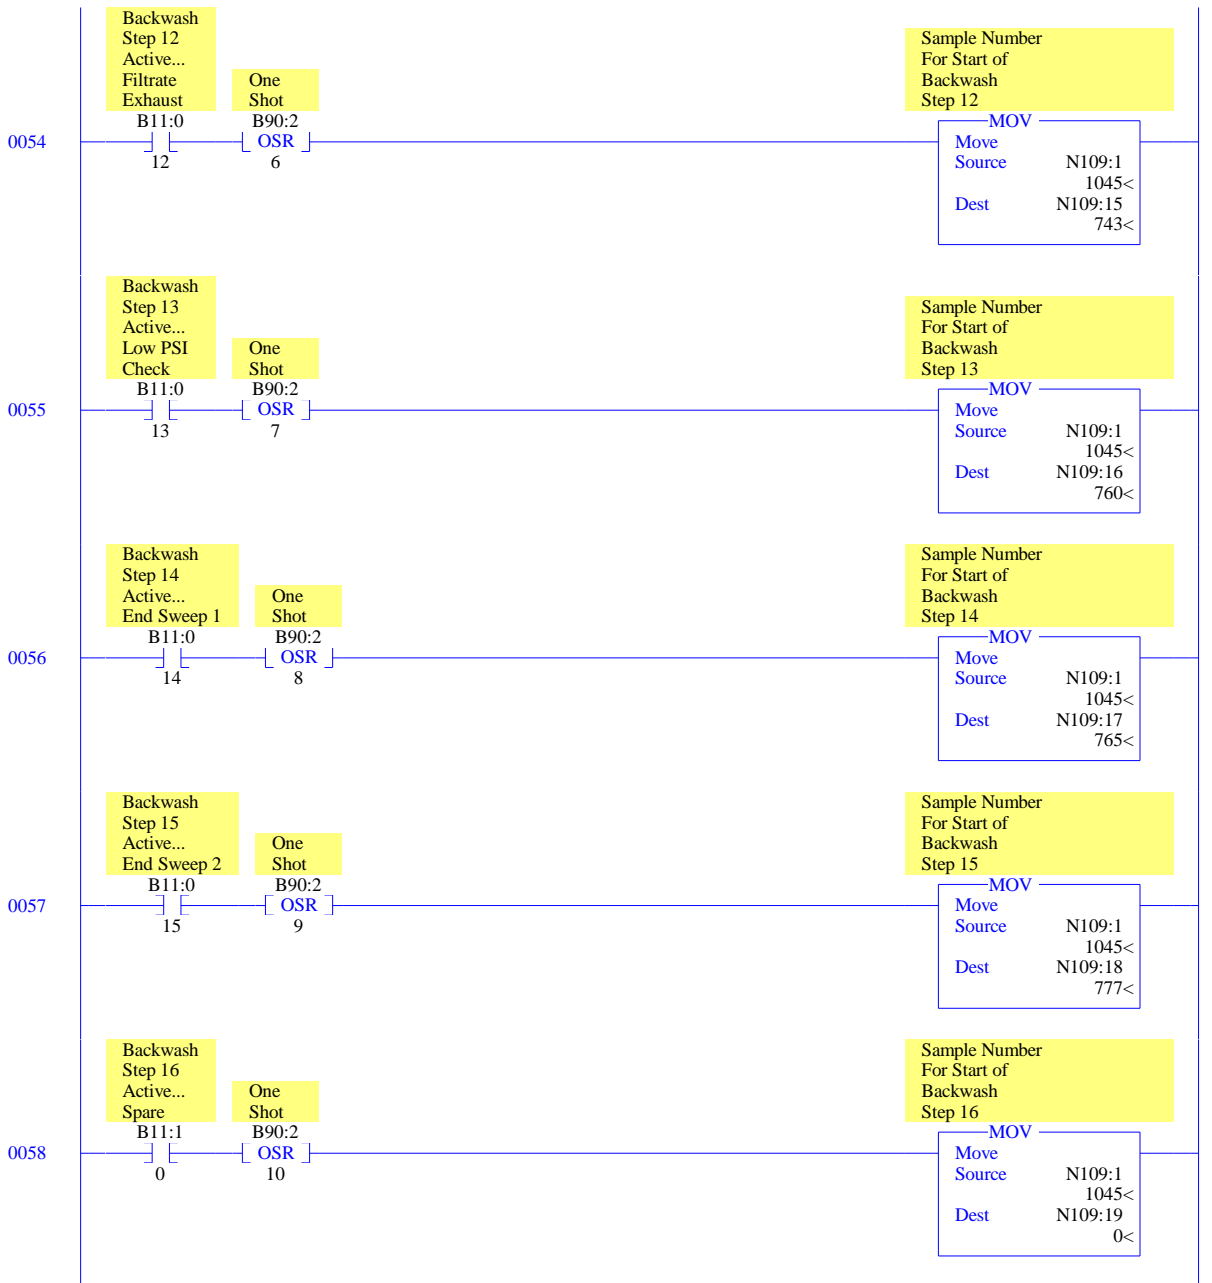 Backwash
Step 12
Active...
Filtrate
Exhaust
B11:0
12
One
Shot
B90:2
OSR
6
Sample Number
For Start of
Backwash
Step 12
MOV
Move
Source N109:1
1045<
Dest N109:15
743<
0054
Backwash
Step 13
Active...
Low PSI
Check
B11:0
13
One
Shot
B90:2
OSR
7
Sample Number
For Start of
Backwash
Step 13
MOV
Move
Source N109:1
1045<
Dest N109:16
760<
0055
Backwash
Step 14
Active...
End Sweep 1
B11:0
14
One
Shot
B90:2
OSR
8
Sample Number
For Start of
Backwash
Step 14
MOV
Move
Source N109:1
1045<
Dest N109:17
765<
0056
Backwash
Step 15
Active...
End Sweep 2
B11:0
15
One
Shot
B90:2
OSR
9
Sample Number
For Start of
Backwash
Step 15
MOV
Move
Source N109:1
1045<
Dest N109:18
777<
0057
Backwash
Step 16
Active...
Spare
B11:1
0
One
Shot
B90:2
OSR
10
Sample Number
For Start of
Backwash
Step 16
MOV
Move
Source N109:1
1045<
Dest N109:19
0<
0058